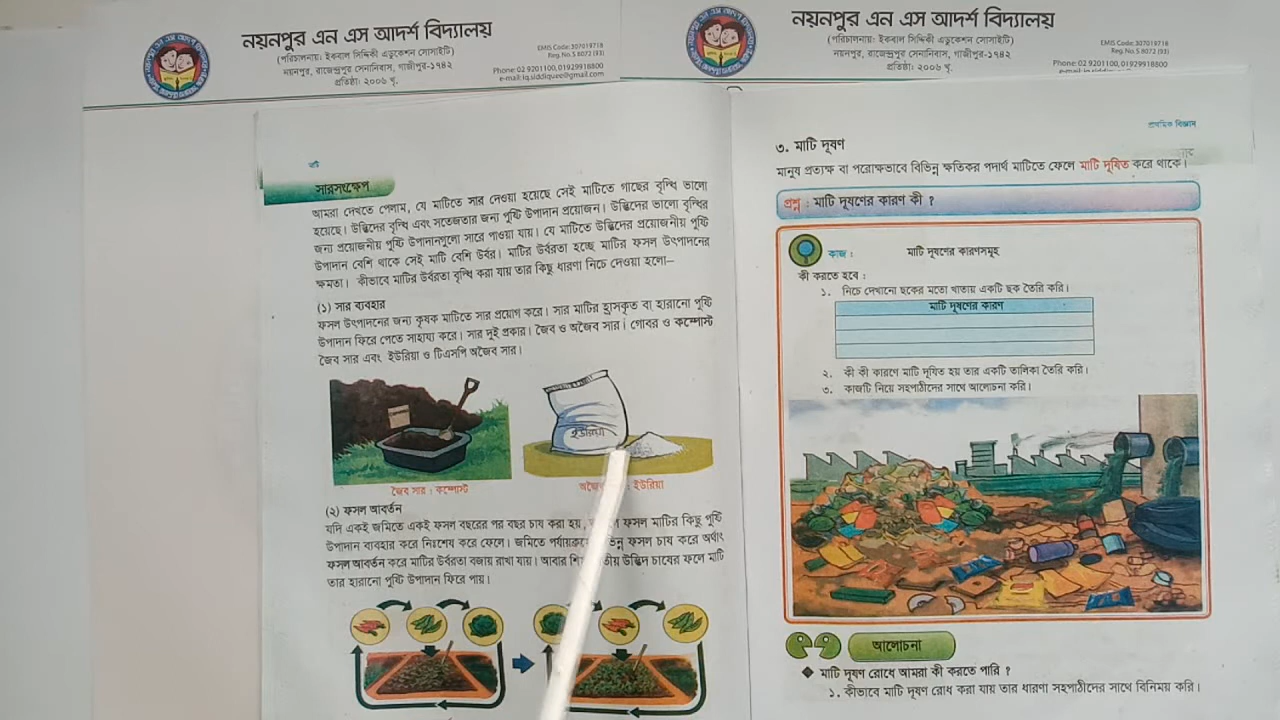 নয়নপুর এন এস আদর্শ বিদ্যালয়
(পরিচালনায়: ইকবাল সিদ্দিকী এডুকেশন সোসাইটি)
নয়নপুর, রাজেন্দ্রপুর সেনানিবাস, গাজীপুর-১৭৪২
প্রতিষ্ঠা: ২০০৬ খৃ.
EMIS Code: 307019718
Reg. No. S 6072 (93)
Phone: 02 9201100, 01929918800
e-mail: iq.siddiquee@gmail.com
নয়নপুর এন এস আদর্শ বিদ্যালয়
(পরিচালনায়: ইকবাল সিদ্দিকী এডুকেশন সোসাইটি)
নয়নপুর, রাজেন্দ্রপুর সেনানিবাস, গাজীপুর-১৭৪২
প্রতিষ্ঠা: ২০০৬ খৃ.
EMIS Code: 307019718
Reg. No. S 6072 (93)
Phone: 02 9201100, 01929918800
মাটি
সারসংক্ষেপ
আমরা দেখতে পেলাম, যে মাটিতে সার দেওয়া হয়েছে সেই মাটিতে গাছের বৃদ্ধি ভালো
হয়েছে। উদ্ভিদের বৃদ্ধি এবং সতেজতার জন্য পুষ্টি উপাদান প্রয়োজন। উদ্ভিদের ভালো বৃদ্ধির
জন্য প্রয়োজনীয় পুষ্টি উপাদানগুলো সারে পাওয়া যায়। যে মাটিতে উদ্ভিদের প্রয়োজনীয় পুষ্টি
উপাদান বেশি থাকে সেই মাটি বেশি উর্বর। মাটির উর্বরতা হচ্ছে মাটির ফসল উৎপাদনের
ক্ষমতা। কীভাবে মাটির উর্বরতা বৃদ্ধি করা যায় তার কিছু ধারণা নিচে দেওয়া হলো—
(১) সার ব্যবহার
ফসল উৎপাদনের জন্য কৃষক মাটিতে সার প্রয়োগ করে। সার মাটির হ্রাসকৃত বা হারানো পুষ্টি
উপাদান ফিরে পেতে সাহায্য করে। সার দুই প্রকার। জৈব ও অজৈব সার। গোবর ও কম্পোস্ট
জৈব সার এবং ইউরিয়া ও টিএসপি অজৈব সার।
ইউরিয়া
জৈব সার : কম্পোস্ট
ইউরিয়া
(২) ফসল আবর্তন
যদি একই জমিতে একই ফসল বছরের পর বছর চাষ করা হয়, ফসল মাটির কিছু পুষ্টি
উপাদান ব্যবহার করে নিঃশেষ করে ফেলে। জমিতে ফসল চাষ করে অর্থাৎ
ফসল আবর্তন করে মাটির উর্বরতা বজায় রাখা যায়। আবার উদ্ভিদ চাষের ফলে মাটি
তার হারানো পুষ্টি উপাদান ফিরে পায়।
প্রাথমিক বিজ্ঞান
৩. মাটি দূষণ
মানুষ প্রত্যক্ষ বা পরোক্ষভাবে বিভিন্ন ক্ষতিকর পদার্থ মাটিতে ফেলে মাটি দূষিত করে থাকে।
প্রশ্ন : মাটি দূষণের কারণ কী ?
কাজ : মাটি দূষণের কারণসমূহ
কী করতে হবে :
১. নিচে দেখানো ছকের মতো খাতায় একটি ছক তৈরি করি।
মাটি দূষণের কারণ
২. কী কী কারণে মাটি দূষিত হয় তার একটি তালিকা তৈরি করি।
৩. কাজটি নিয়ে সহপাঠীদের সাথে আলোচনা করি।
আলোচনা
❖ মাটি দূষণ রোধে আমরা কী করতে পারি ?
১. কীভাবে মাটি দূষণ রোধ করা যায় তার ধারণা সহপাঠীদের সাথে বিনিময় করি।